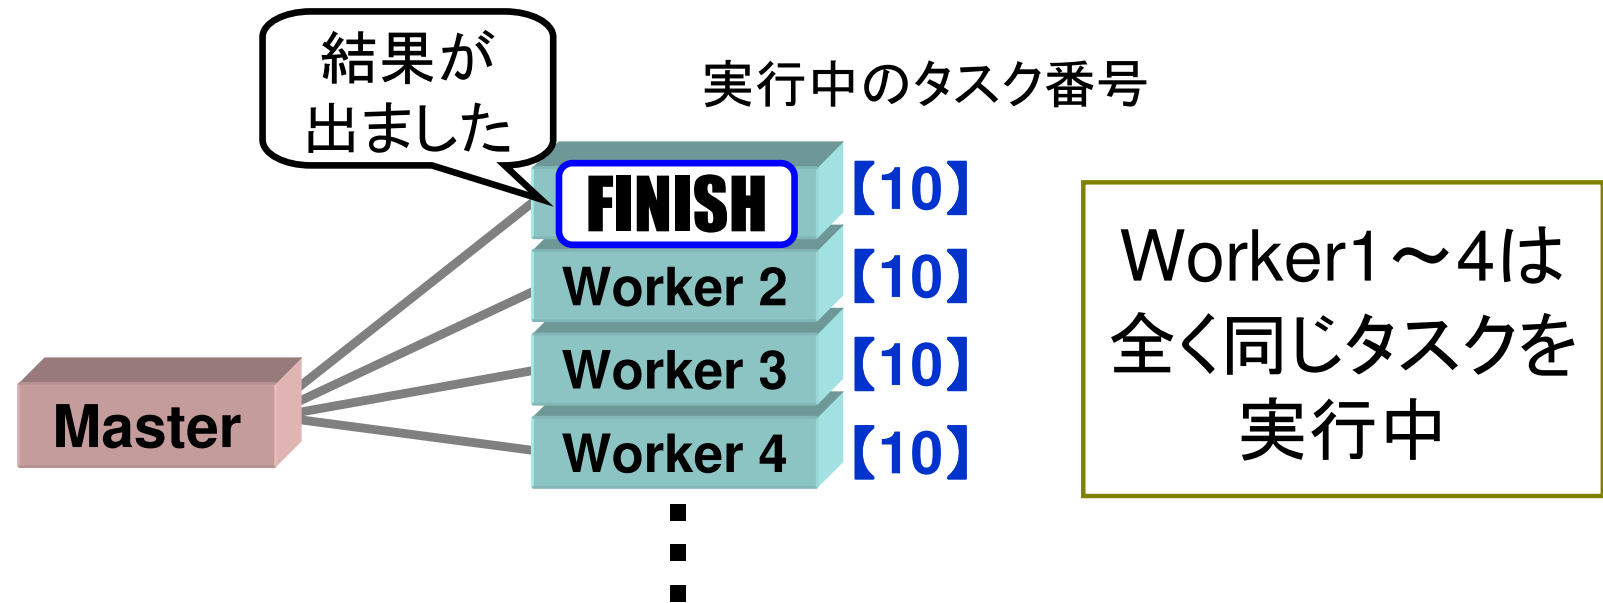 結果が
出ました
実行中のタスク番号
FINISH
【10】
Worker 2
【10】
Worker 3
【10】
Worker 4
【10】
Master
Worker1～4は
全く同じタスクを
実行中